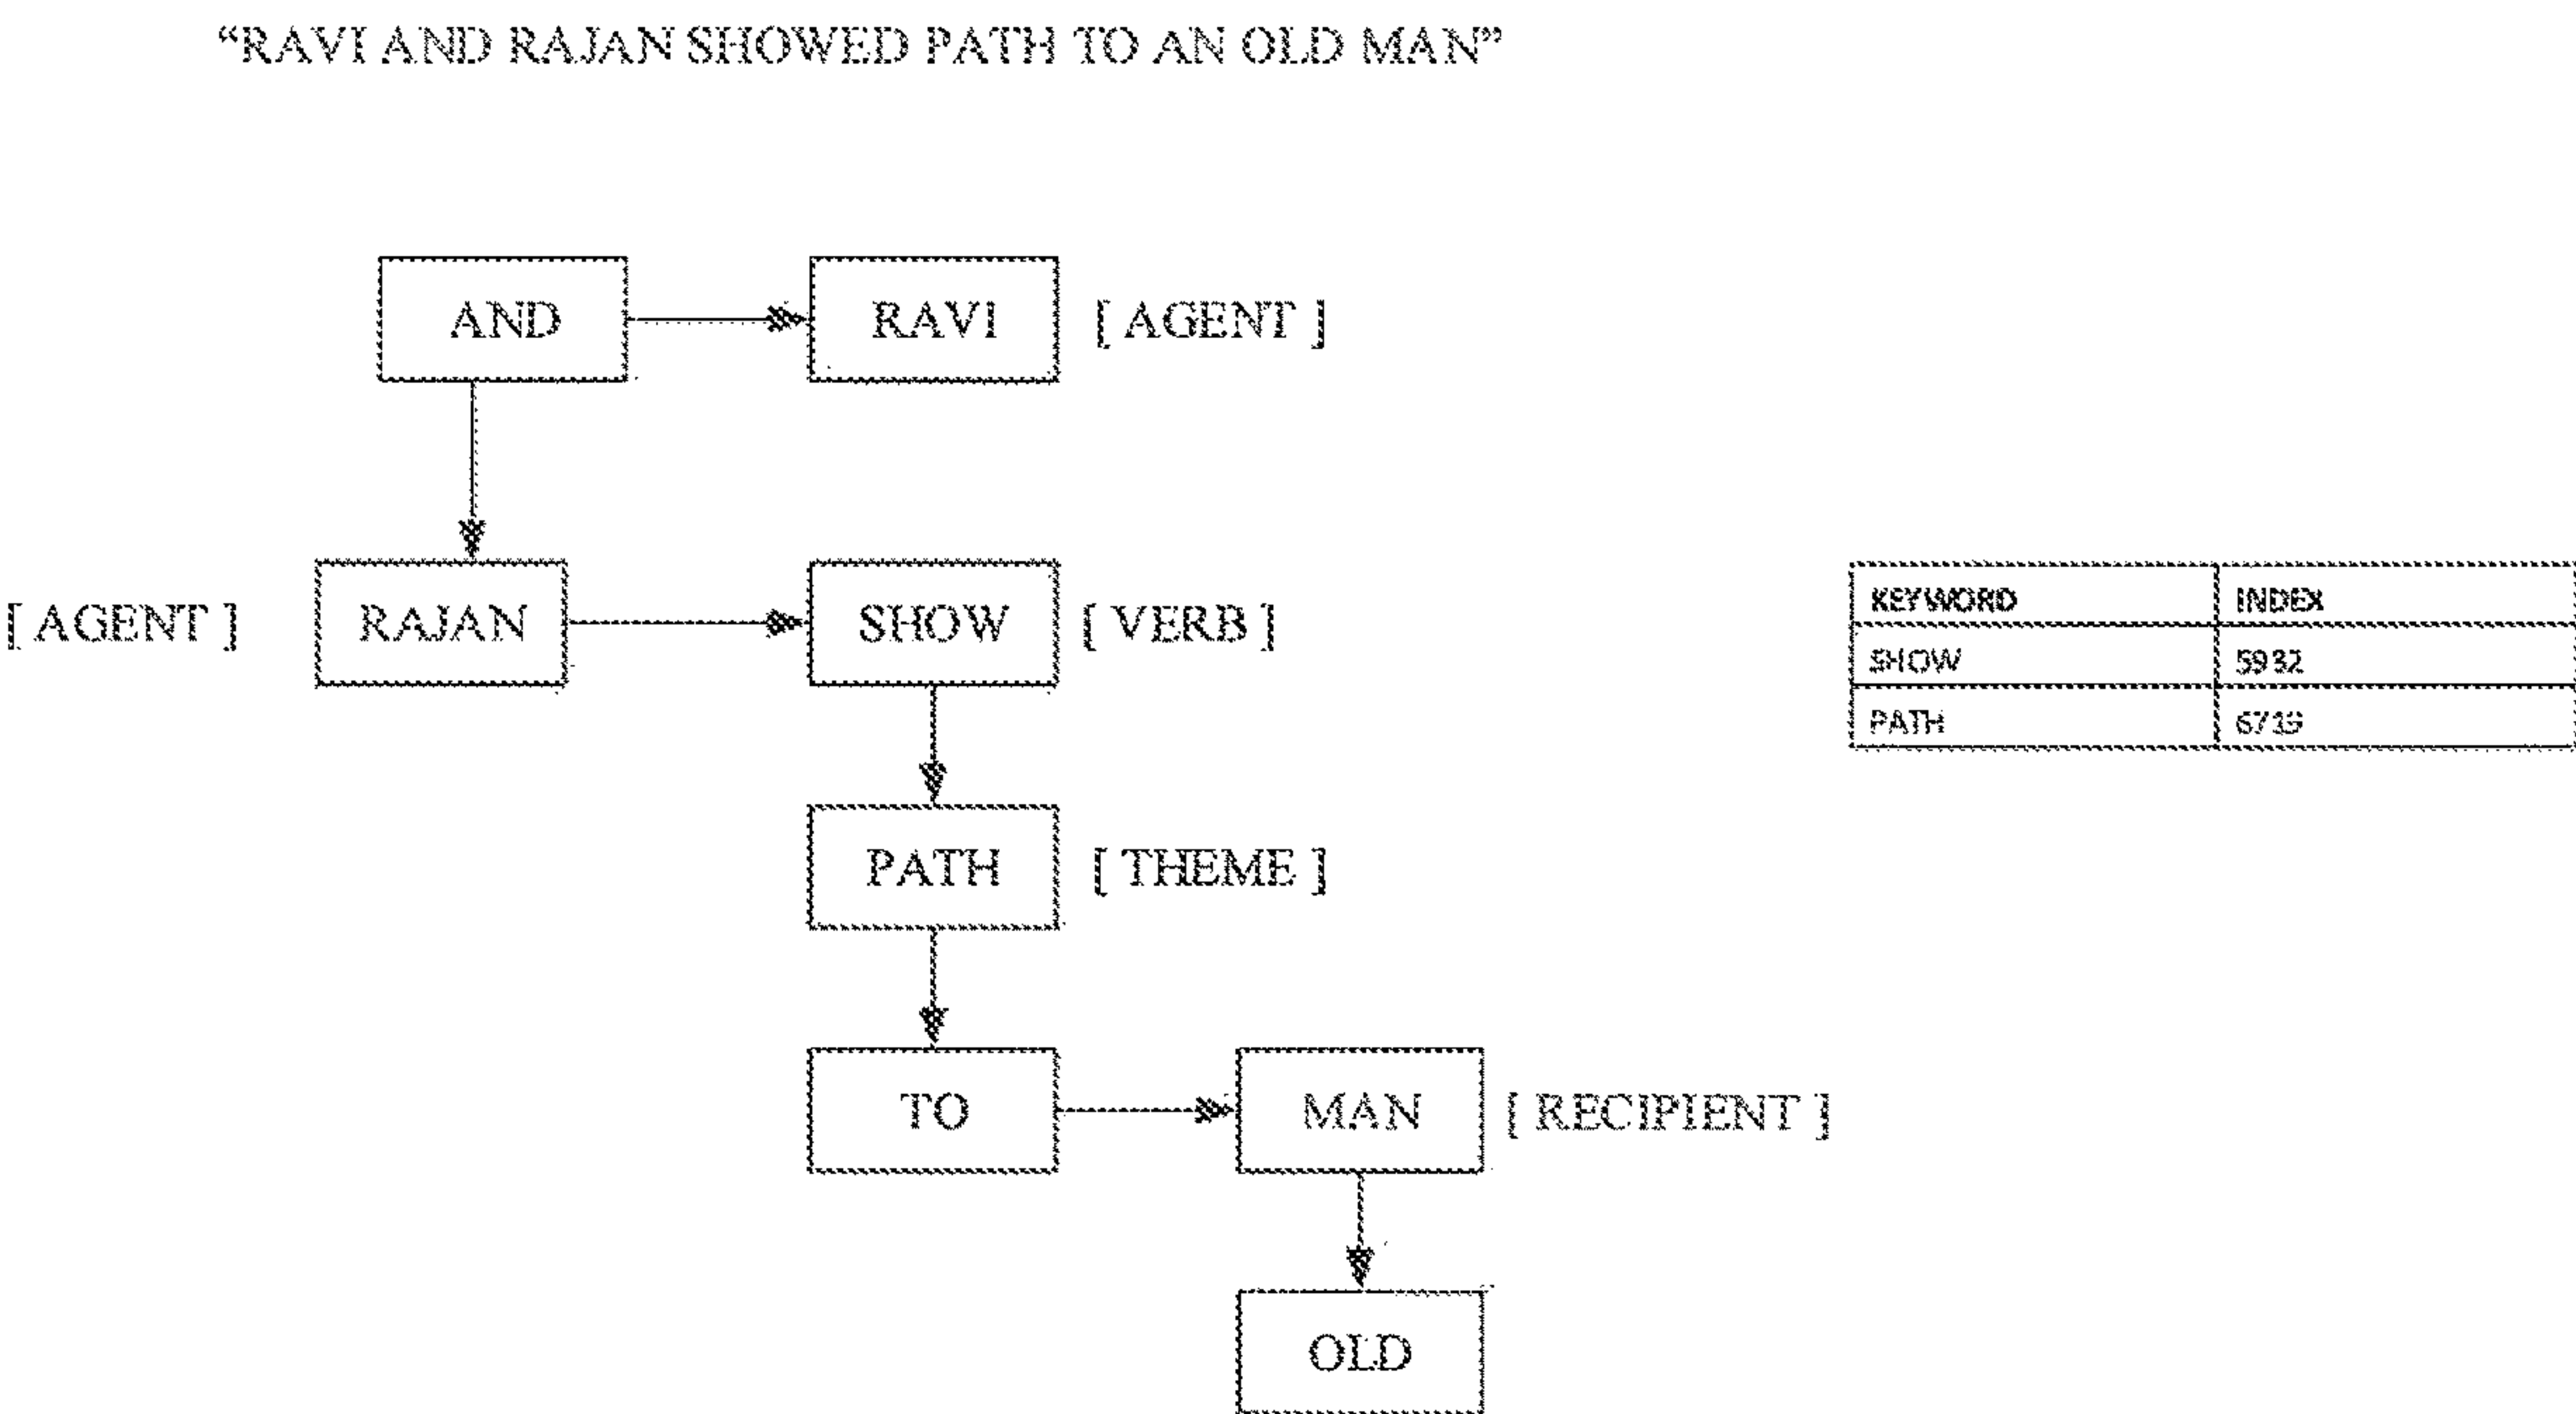 “RAVI AND RAJAN SHOWED PATH TO AN OLD MAN”
AND
RAVI
[ AGENT ]
[ AGENT ]
RAJAN
SHOW
[ VERB ]
KEYWORD INDEX
SHOW 5932
PATH 6719
PATH
[ THEME ]
TO
MAN
[ RECIPIENT ]
OLD